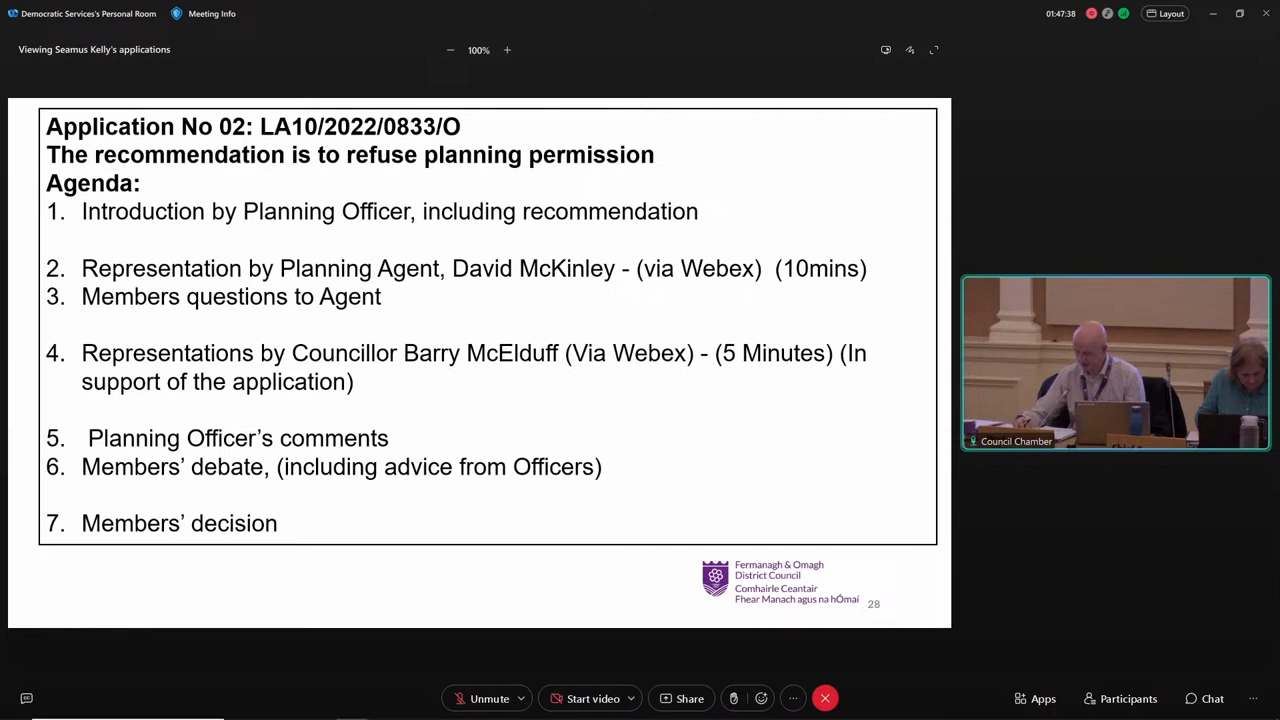 Democratic Services's Personal Room
Meeting Info
01:47:38
Layout
Viewing Seamus Kelly's applications
100%
Application No 02: LA10/2022/0833/O
The recommendation is to refuse planning permission
Agenda:
1. Introduction by Planning Officer, including recommendation
2. Representation by Planning Agent, David McKinley - (via Webex) (10mins)
3. Members questions to Agent
4. Representations by Councillor Barry McElduff (Via Webex) - (5 Minutes) (In
support of the application)
5. Planning Officer’s comments
6. Members’ debate, (including advice from Officers)
7. Members’ decision
Fermanagh & Omagh
District Council
Comhairle Ceantair
Fhear Manach agus na hÓmaí
28
Council Chamber
Unmute
Start video
Share
Apps
Participants
Chat